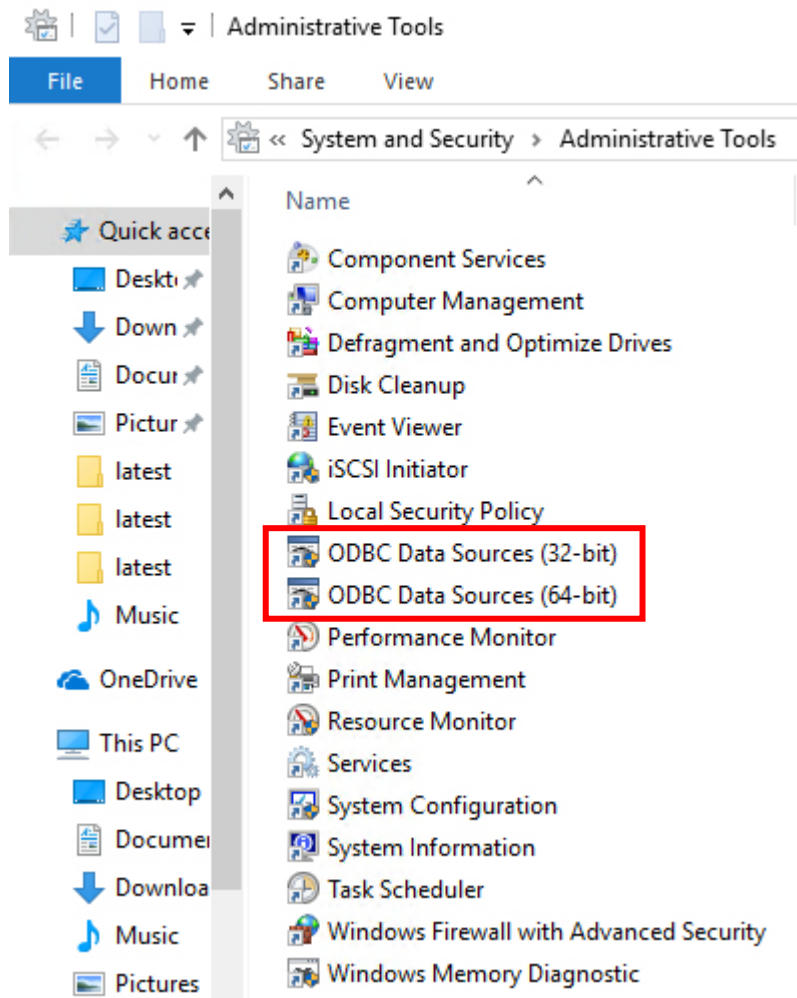 Administrative Tools
File Home Share View
« System and Security › Administrative Tools
Name
Quick acce
Deskt
Down
Docur
Pictur
latest
latest
latest
Music
OneDrive
This PC
Desktop
Documer
Downloa
Music
Pictures
Component Services
Computer Management
Defragment and Optimize Drives
Disk Cleanup
Event Viewer
iSCSI Initiator
Local Security Policy
ODBC Data Sources (32-bit)
ODBC Data Sources (64-bit)
Performance Monitor
Print Management
Resource Monitor
Services
System Configuration
System Information
Task Scheduler
Windows Firewall with Advanced Security
Windows Memory Diagnostic